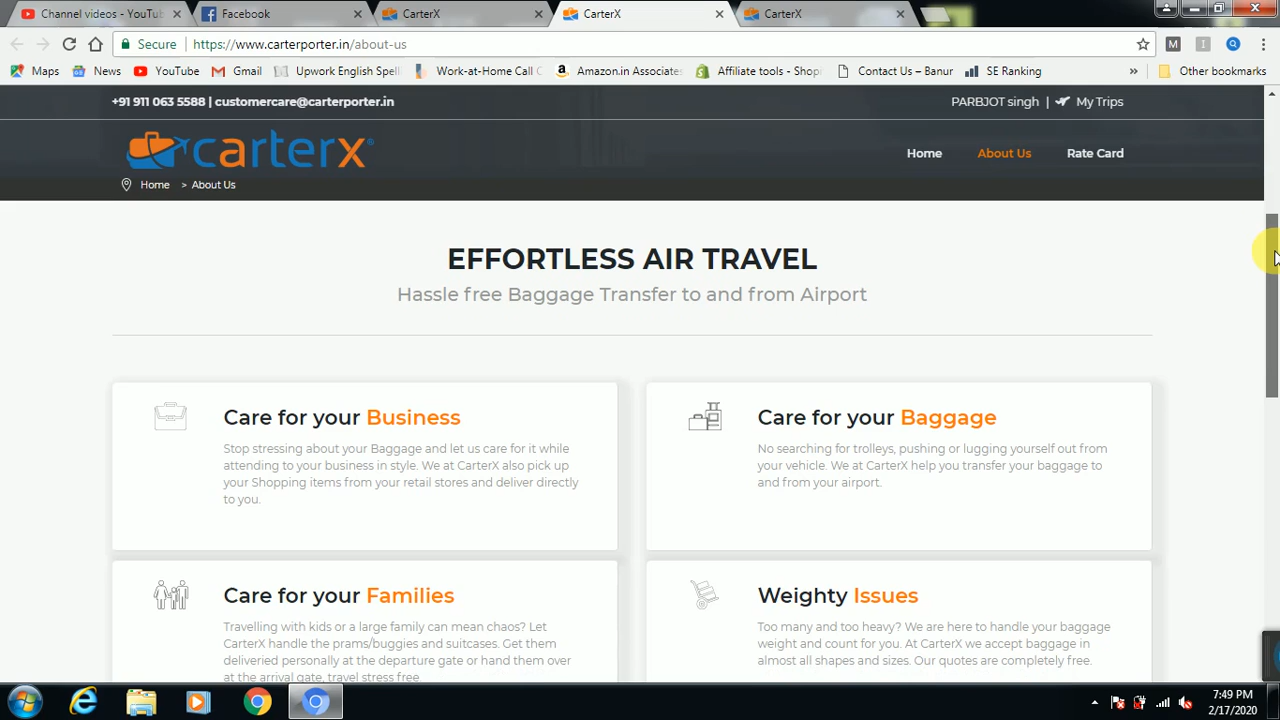 Channel videos - YouTu
Facebook
CarterX
CarterX
CarterX
Secure
https://www.carterporter.in/about-us
M
Maps
News
YouTube
Gmail
Upwork English Spell
Work-at-Home Call C
Amazon.in Associates
Affiliate tools - Shop
Contact Us – Banur
SE Ranking
»
Other bookmarks
+91 911 063 5588 | customercare@carterporter.in
PARBJOT singh | My Trips
carterx®
Home
About Us
Rate Card
Home > About Us
EFFORTLESS AIR TRAVEL
Hassle free Baggage Transfer to and from Airport
Care for your Business
Stop stressing about your Baggage and let us care for it while
attending to your business in style. We at CarterX also pick up
your Shopping items from your retail stores and deliver directly
to you.
Care for your Baggage
No searching for trolleys, pushing or lugging yourself out from
your vehicle. We at CarterX help you transfer your baggage to
and from your airport.
Care for your Families
Travelling with kids or a large family can mean chaos? Let
CarterX handle the prams/buggies and suitcases. Get them
deliveried personally at the departure gate or hand them over
at the arrival gate, travel stress free.
Weighty Issues
Too many and too heavy? We are here to handle your baggage
weight and count for you. At CarterX we accept baggage in
almost all shapes and sizes. Our quotes are completely free.
7:49 PM
2/17/2020